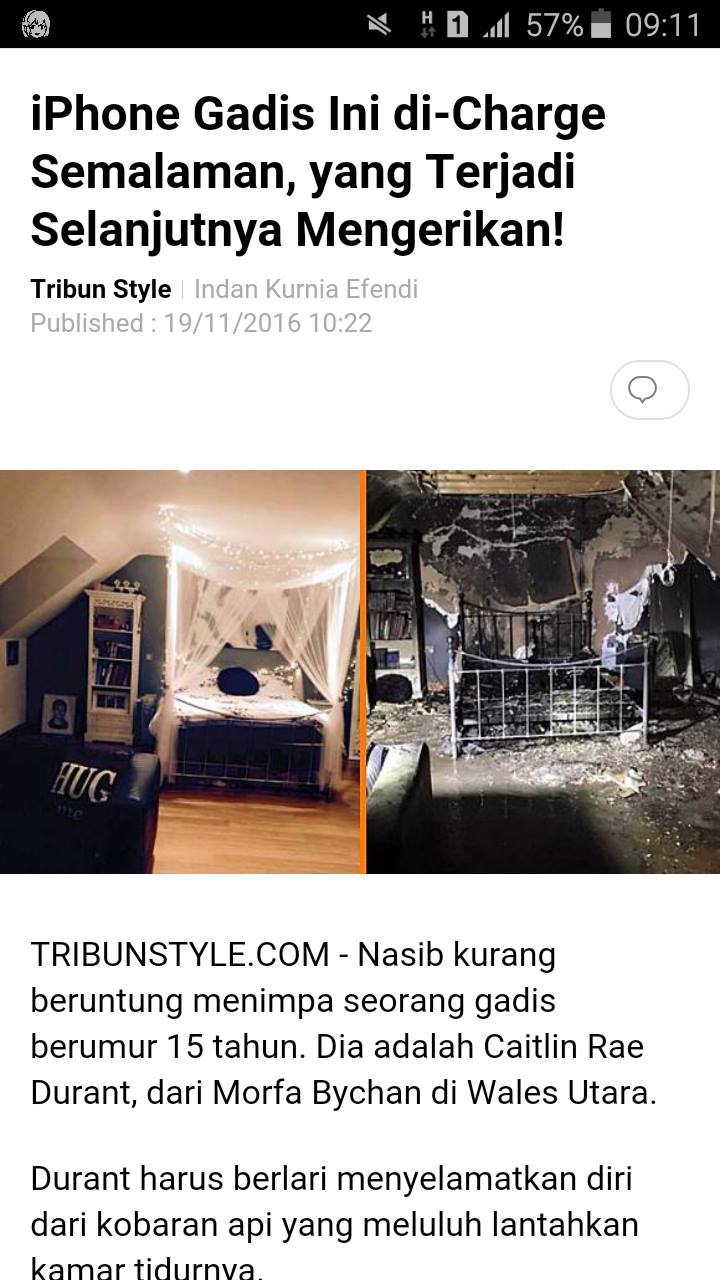 H 1 57% 09:11
iPhone Gadis Ini di-Charge
Semalaman, yang Terjadi
Selanjutnya Mengerikan!
Tribun Style | Indan Kurnia Efendi
Published : 19/11/2016 10:22
HUG
me
TRIBUNSTYLE.COM - Nasib kurang
beruntung menimpa seorang gadis
berumur 15 tahun. Dia adalah Caitlin Rae
Durant, dari Morfa Bychan di Wales Utara.
Durant harus berlari menyelamatkan diri
dari kobaran api yang meluluh lantahkan
kamar tidurnya.